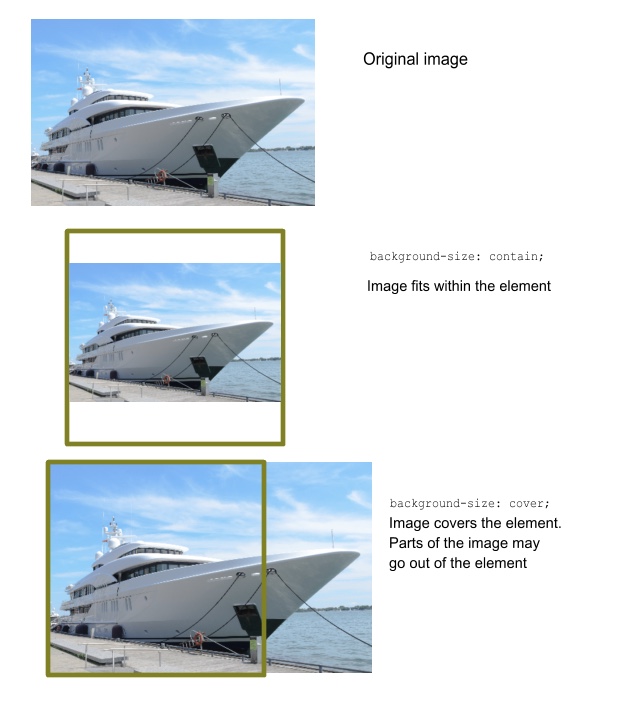 Original image
background-size: contain;
Image fits within the element
background-size: cover;
Image covers the element.
Parts of the image may
go out of the element